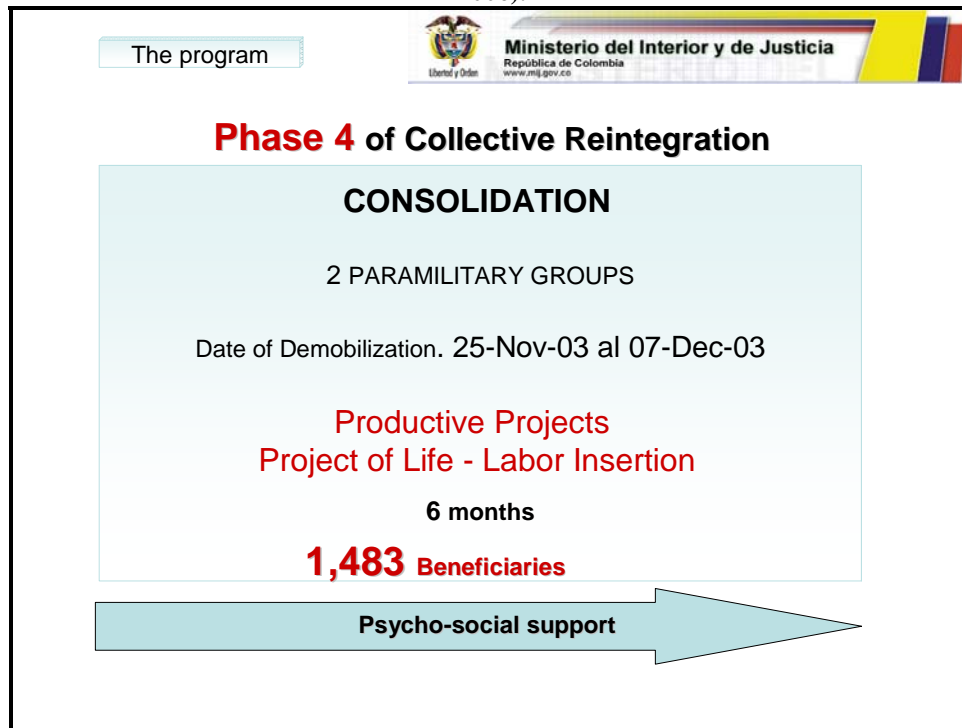 The program
Libertad y Orden
Ministerio del Interior y de Justicia
República de Colombia
www.mij.gov.co
Phase 4 of Collective Reintegration
CONSOLIDATION
2 PARAMILITARY GROUPS
Date of Demobilization. 25-Nov-03 al 07-Dec-03
Productive Projects
Project of Life - Labor Insertion
6 months
1,483 Beneficiaries
Psycho-social support